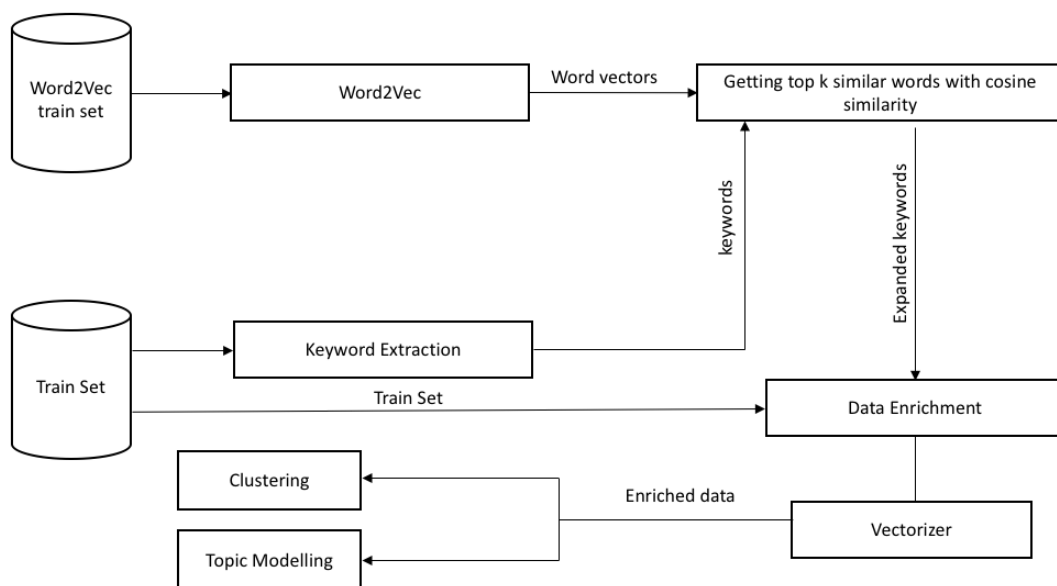 Word2Vec
train set
Word2Vec
Word vectors
Getting top k similar words with cosine
similarity
keywords
Expanded keywords
Train Set
Keyword Extraction
Train Set
Data Enrichment
Clustering
Enriched data
Vectorizer
Topic Modelling